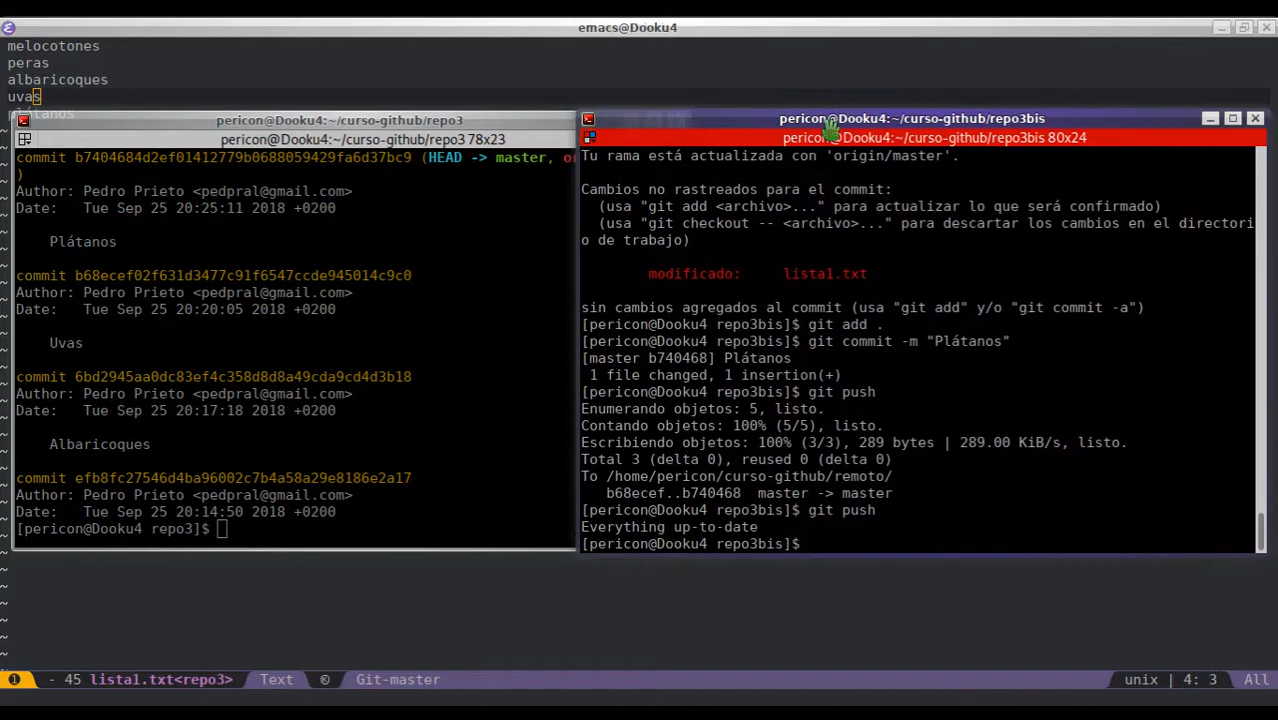 emacs@Dooku4
melocotones
peras
albaricoques
uvas
plátanos
pericon@Dooku4:~/curso-github/repo3
pericon@Dooku4:~/curso-github/repo3 78x23
commit b7404684d2ef01412779b0688059429fa6d37bc9 (HEAD -> master, or
)
Author: Pedro Prieto <pedpral@gmail.com>
Date:   Tue Sep 25 20:25:11 2018 +0200
Plátanos
commit b68ecef02f631d3477c91f6547ccde945014c9c0
Author: Pedro Prieto <pedpral@gmail.com>
Date:   Tue Sep 25 20:20:05 2018 +0200
Uvas
commit 6bd2945aa0dc83ef4c358d8d8a49cda9cd4d3b18
Author: Pedro Prieto <pedpral@gmail.com>
Date:   Tue Sep 25 20:17:18 2018 +0200
Albaricoques
commit efb8fc27546d4ba96002c7b4a58a29e8186e2a17
Author: Pedro Prieto <pedpral@gmail.com>
Date:   Tue Sep 25 20:14:50 2018 +0200
[pericon@Dooku4 repo3]$
pericon@Dooku4:~/curso-github/repo3bis
pericon@Dooku4:~/curso-github/repo3bis 80x24
Tu rama está actualizada con 'origin/master'.
Cambios no rastreados para el commit:
(usa "git add <archivo>..." para actualizar lo que será confirmado)
(usa "git checkout -- <archivo>..." para descartar los cambios en el directori
o de trabajo)
modificado:     lista1.txt
sin cambios agregados al commit (usa "git add" y/o "git commit -a")
[pericon@Dooku4 repo3bis]$ git add .
[pericon@Dooku4 repo3bis]$ git commit -m "Plátanos"
[master b740468] Plátanos
1 file changed, 1 insertion(+)
[pericon@Dooku4 repo3bis]$ git push
Enumerando objetos: 5, listo.
Contando objetos: 100% (5/5), listo.
Escribiendo objetos: 100% (3/3), 289 bytes | 289.00 KiB/s, listo.
Total 3 (delta 0), reused 0 (delta 0)
To /home/pericon/curso-github/remoto/
b68ecef..b740468  master -> master
[pericon@Dooku4 repo3bis]$ git push
Everything up-to-date
[pericon@Dooku4 repo3bis]$
1 - 45 lista1.txt<repo3> Text © Git-master unix | 4: 3 All